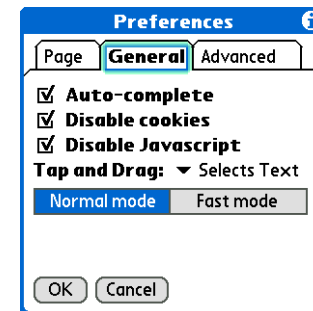 Preferences
Page General Advanced
Auto-complete
Disable cookies
Disable Javascript
Tap and Drag: Selects Text
Normal mode Fast mode
OK Cancel